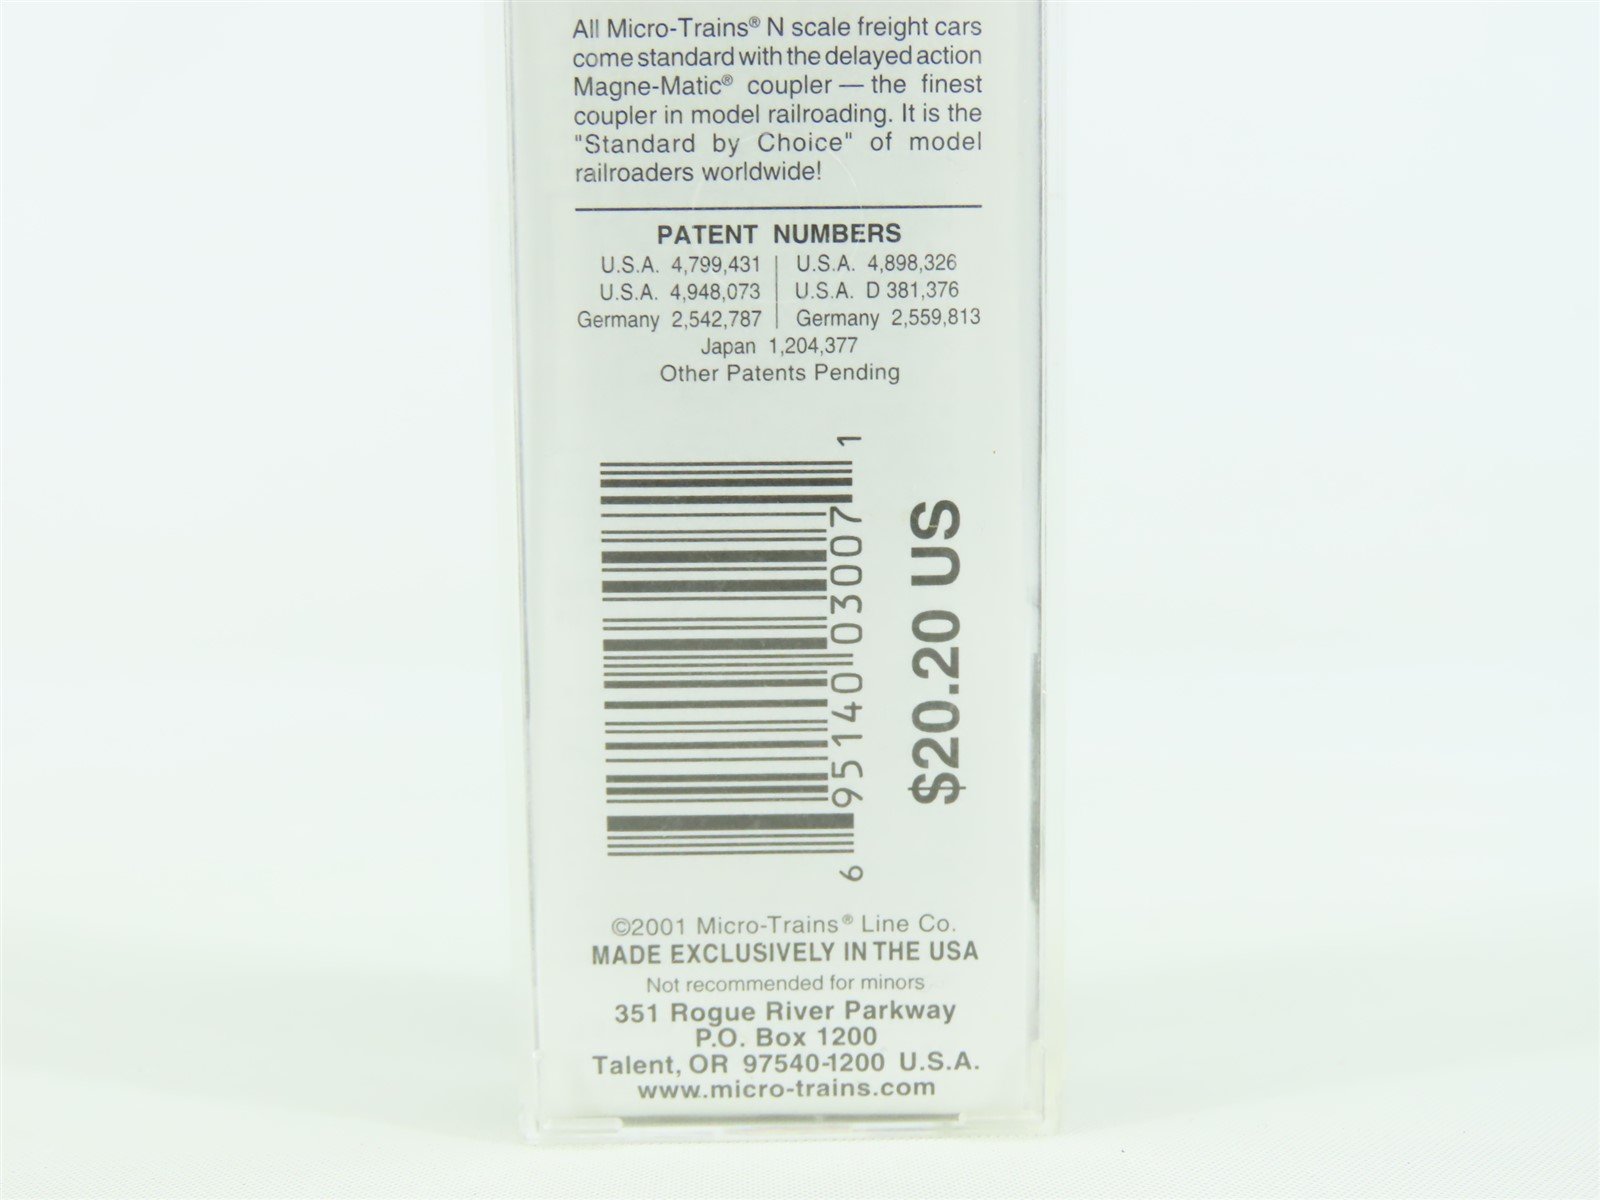 All Micro-Trains® N scale freight cars
come standard with the delayed action
Magne-Matic® coupler — the finest
coupler in model railroading. It is the
"Standard by Choice" of model
railroaders worldwide!
PATENT NUMBERS
U.S.A. 4,799,431 | U.S.A. 4,898,326
U.S.A. 4,948,073 | U.S.A. D 381,376
Germany 2,542,787 | Germany 2,559,813
Japan 1,204,377
Other Patents Pending
6 95140 03007 1
$20.20 US
©2001 Micro-Trains® Line Co.
MADE EXCLUSIVELY IN THE USA
Not recommended for minors
351 Rogue River Parkway
P.O. Box 1200
Talent, OR 97540-1200 U.S.A.
www.micro-trains.com